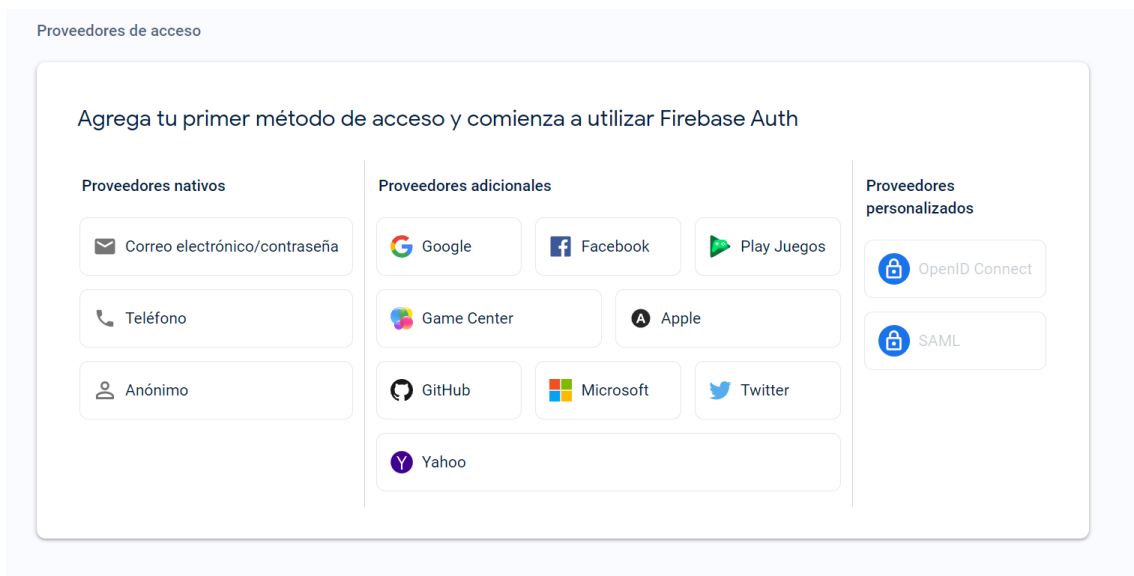 Proveedores de acceso
Agrega tu primer método de acceso y comienza a utilizar Firebase Auth
Proveedores nativos
Correo electrónico/contraseña
Teléfono
Anónimo
Proveedores adicionales
Google
Facebook
Play Juegos
Game Center
Apple
GitHub
Microsoft
Twitter
Yahoo
Proveedores
personalizados
OpenID Connect
SAML